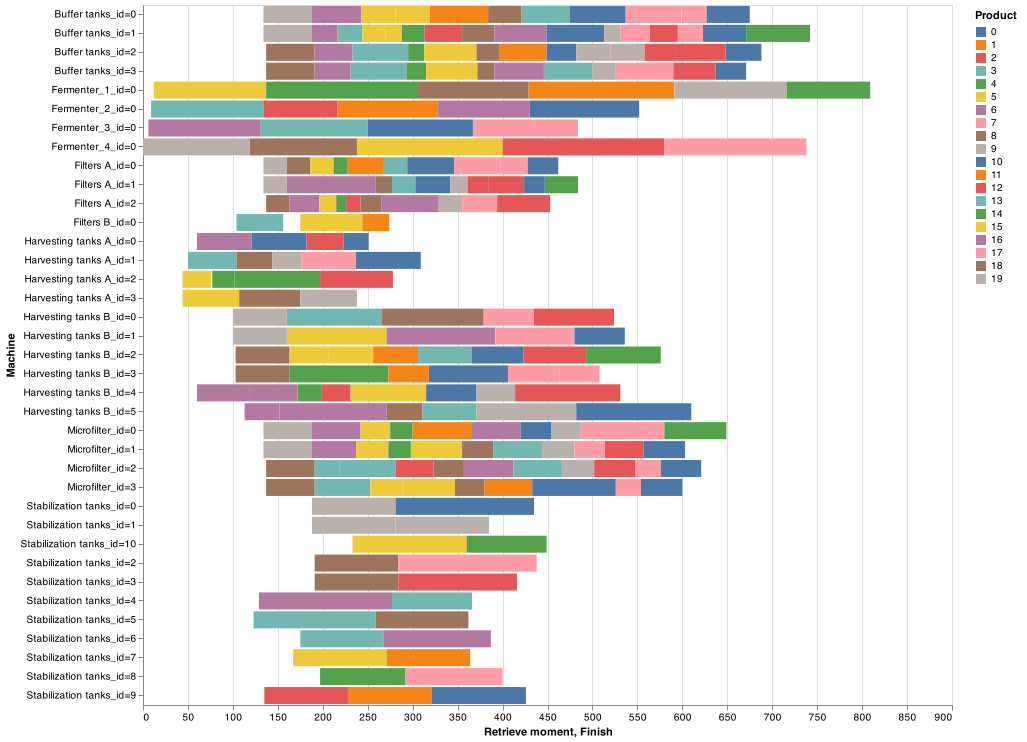 Buffer tanks_id=0
Buffer tanks_id=1
Buffer tanks_id=2
Buffer tanks_id=3
Fermenter_1_id=0
Fermenter_2_id=0
Fermenter_3_id=0
Fermenter_4_id=0
Filters A_id=0
Filters A_id=1
Filters A_id=2
Filters B_id=0
Harvesting tanks A_id=0
Harvesting tanks A_id=1
Harvesting tanks A_id=2
Harvesting tanks A_id=3
Harvesting tanks B_id=0
Harvesting tanks B_id=1
Harvesting tanks B_id=2
Harvesting tanks B_id=3
Harvesting tanks B_id=4
Harvesting tanks B_id=5
Microfilter_id=0
Microfilter_id=1
Microfilter_id=2
Microfilter_id=3
Stabilization tanks_id=0
Stabilization tanks_id=1
Stabilization tanks_id=10
Stabilization tanks_id=2
Stabilization tanks_id=3
Stabilization tanks_id=4
Stabilization tanks_id=5
Stabilization tanks_id=6
Stabilization tanks_id=7
Stabilization tanks_id=8
Stabilization tanks_id=9
Machine
0 50 100 150 200 250 300 350 400 450 500 550 600 650 700 750 800 850 900
Retrieve moment, Finish
Product
0
1
2
3
4
5
6
7
8
9
10
11
12
13
14
15
16
17
18
19